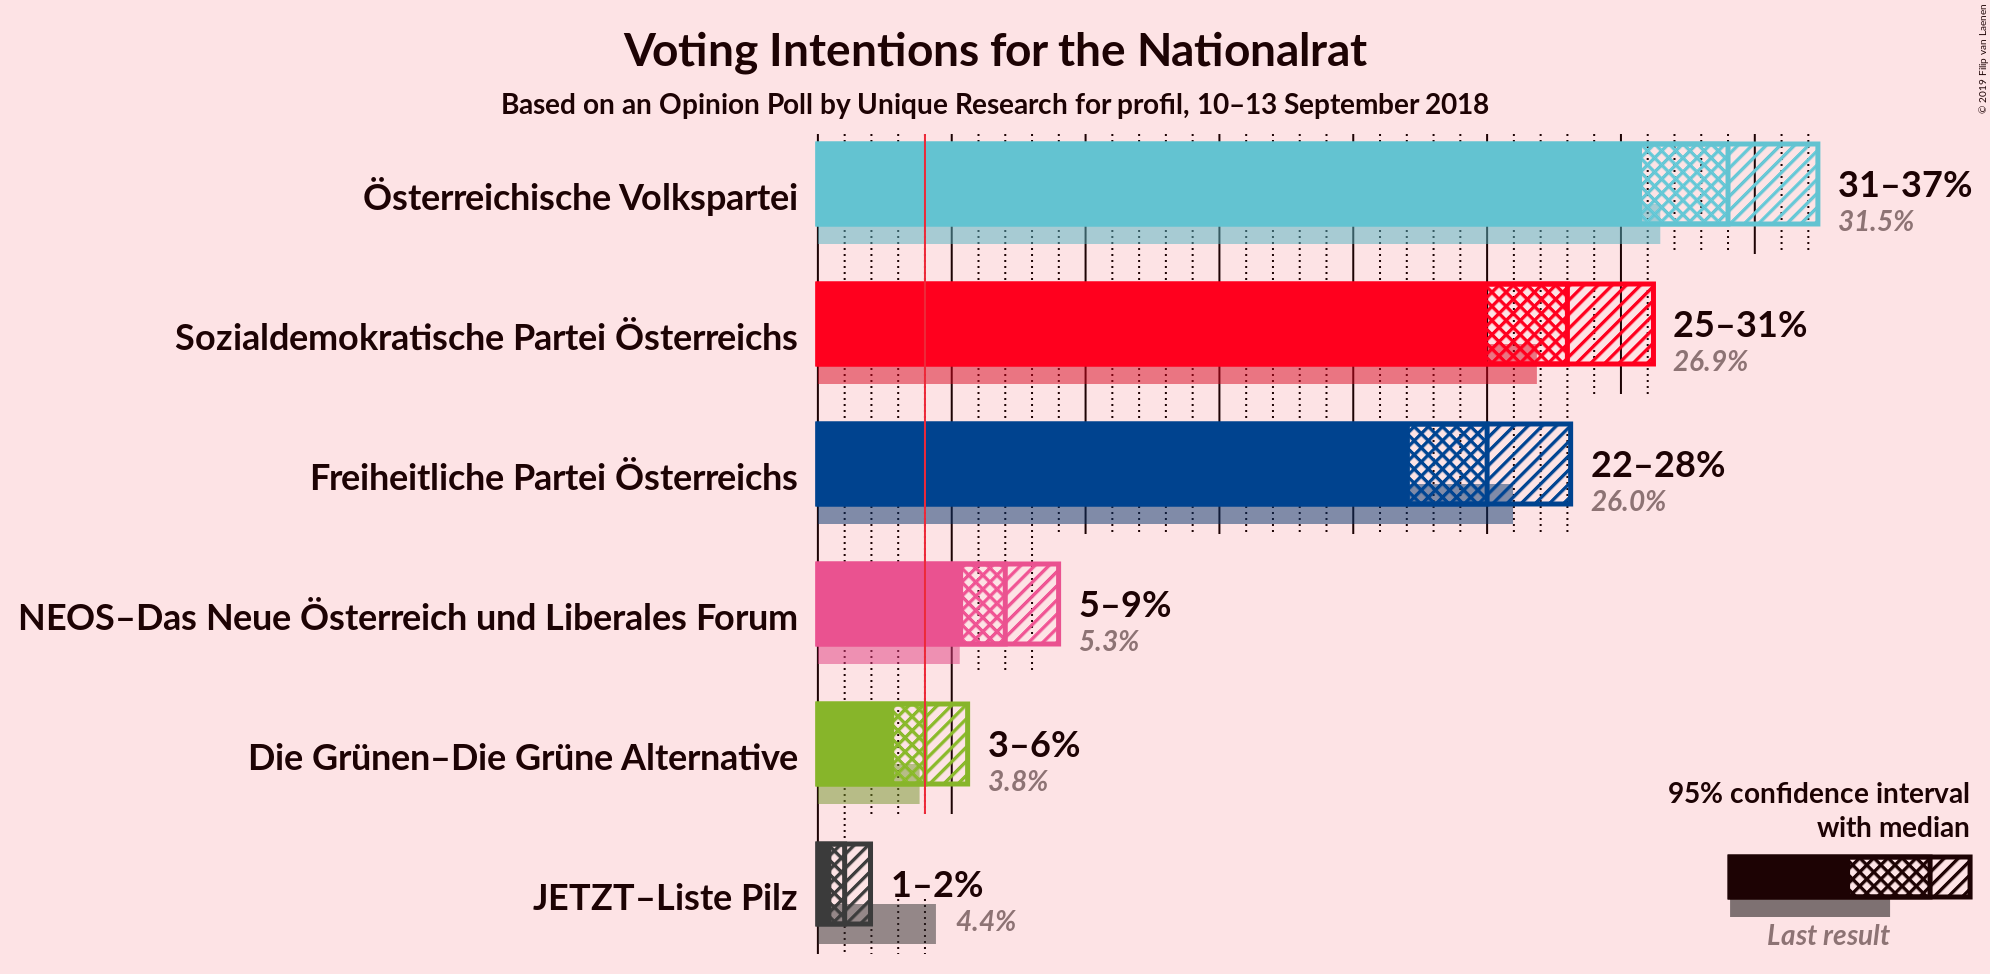 Voting Intentions for the Nationalrat
Based on an Opinion Poll by Unique Research for profil, 10–13 September 2018
© 2019 Filip van Laenen
Österreichische Volkspartei
31–37%
31.5%
Sozialdemokratische Partei Österreichs
25–31%
26.9%
Freiheitliche Partei Österreichs
22–28%
26.0%
NEOS–Das Neue Österreich und Liberales Forum
5–9%
5.3%
Die Grünen–Die Grüne Alternative
3–6%
3.8%
JETZT–Liste Pilz
1–2%
4.4%
95% confidence interval
with median
Last result